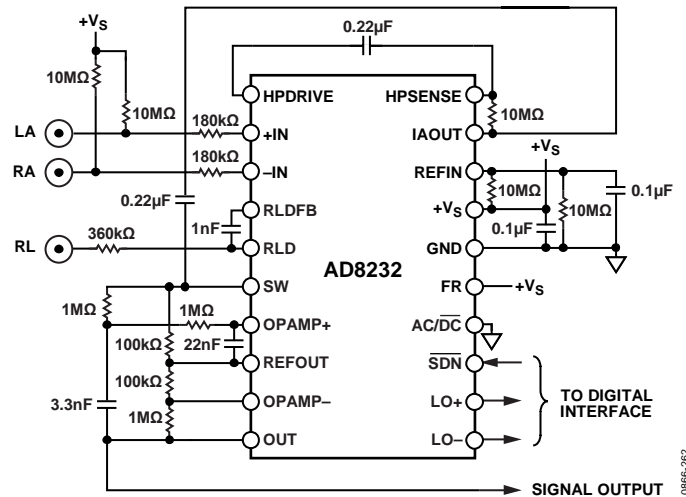 +VS
0.22µF
10MΩ
10MΩ
HPDRIVE
HPSENSE
10MΩ
LA
180kΩ
+IN
IAOUT
+VS
RA
180kΩ
–IN
REFIN
10MΩ
0.1µF
0.22µF
RLDFB
+VS
10MΩ
1nF
0.1µF
RL
360kΩ
RLD
GND
AD8232
SW
FR
+VS
1MΩ
1MΩ
OPAMP+
AC/DC
100kΩ
22nF
REFOUT
SDN
100kΩ
TO DIGITAL
INTERFACE
3.3nF
OPAMP–
LO+
1MΩ
OUT
LO–
SIGNAL OUTPUT